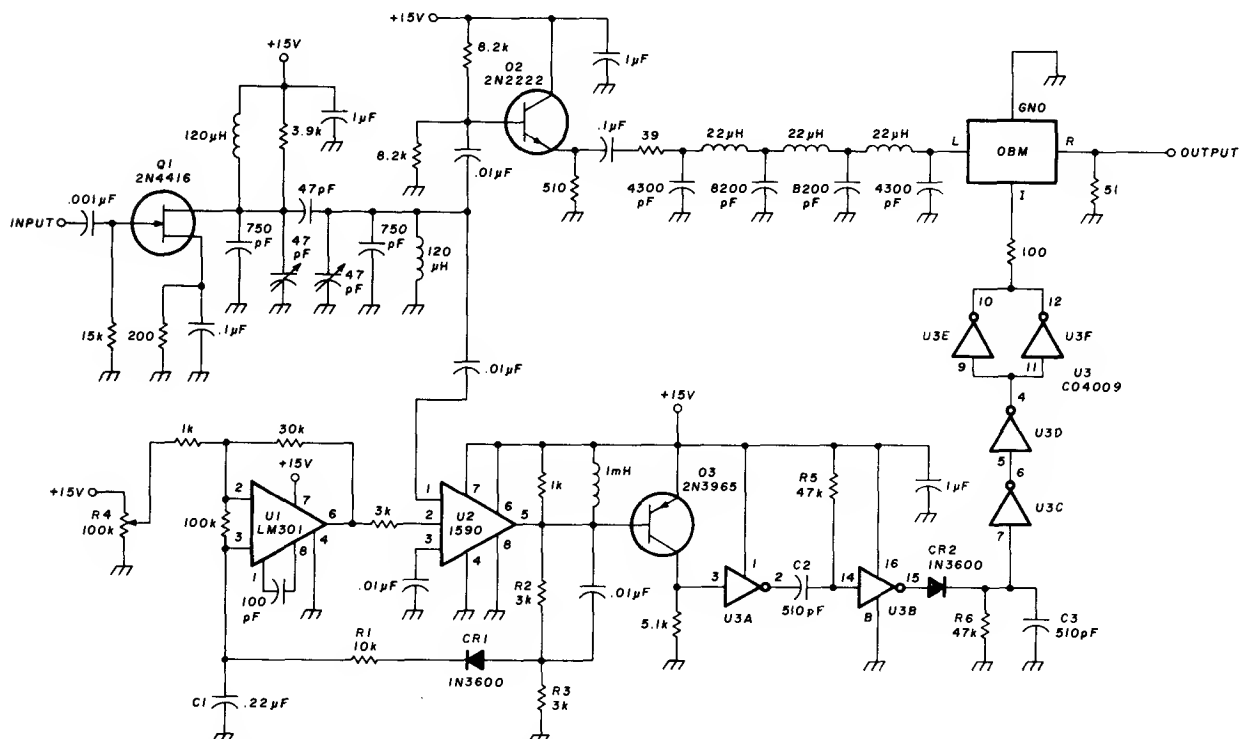 +15V
8.2k
Q2
2N2222
1µF
+15V
120µH
3.9k
1µF
Q1
2N4416
.001µF
INPUT
15k
200
.1µF
750
pF
47
pF
47pF
47
pF
750
pF
120
µH
8.2k
.01µF
510
.1µF
39
22µH
22µH
22µH
4300
pF
8200
pF
8200
pF
4300
pF
GND
L
DBM
R
I
OUTPUT
51
100
10
12
U3E
U3F
9
11
U3
CD4009
4
U3D
5
6
U3C
7
.01µF
+15V
R4
100k
1k
30k
+15V
2
7
100k
U1
LM301
6
3
8
4
1
100
pF
3k
1
7
2
U2
1590
6
5
3
8
4
.01µF
1k
1mH
+15V
Q3
2N3965
R2
3k
.01µF
5.1k
3
1
2
U3A
C2
510pF
R5
47k
14
16
15
8
U3B
CR2
1N3600
1µF
R6
47k
C3
510pF
R1
10k
CR1
1N3600
R3
3k
C1
.22µF